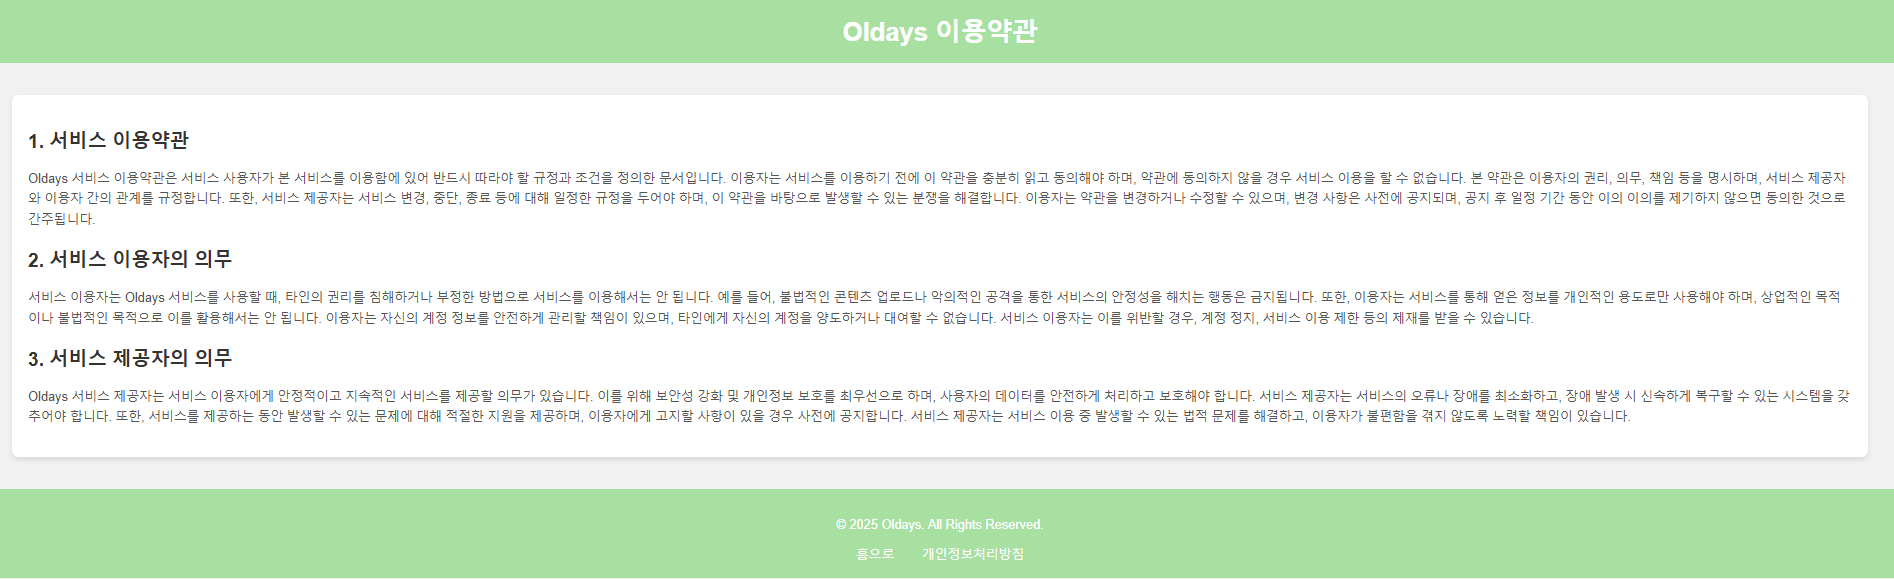 Oldays 이용약관
1. 서비스 이용약관
Oldays 서비스 이용약관은 서비스 사용자가 본 서비스를 이용함에 있어 반드시 따라야 할 규정과 조건을 정의한 문서입니다. 이용자는 서비스를 이용하기 전에 이 약관을 충분히 읽고 동의해야 하며, 약관에 동의하지 않을 경우 서비스 이용을 할 수 없습니다. 본 약관은 이용자의 권리, 의무, 책임 등을 명시하며, 서비스 제공자
와 이용자 간의 관계를 규정합니다. 또한, 서비스 제공자는 서비스 변경, 중단, 종료 등에 대해 일정한 규정을 두어야 하며, 이 약관을 바탕으로 발생할 수 있는 분쟁을 해결합니다. 이용자는 약관을 변경하거나 수정할 수 있으며, 변경 사항은 사전에 공지되며, 공지 후 일정 기간 동안 이의 이의를 제기하지 않으면 동의한 것으로
간주됩니다.
2. 서비스 이용자의 의무
서비스 이용자는 Oldays 서비스를 사용할 때, 타인의 권리를 침해하거나 부정한 방법으로 서비스를 이용해서는 안 됩니다. 예를 들어, 불법적인 콘텐츠 업로드나 악의적인 공격을 통한 서비스의 안정성을 해치는 행동은 금지됩니다. 또한, 이용자는 서비스를 통해 얻은 정보를 개인적인 용도로만 사용해야 하며, 상업적인 목적
이나 불법적인 목적으로 이를 활용해서는 안 됩니다. 이용자는 자신의 계정 정보를 안전하게 관리할 책임이 있으며, 타인에게 자신의 계정을 양도하거나 대여할 수 없습니다. 서비스 이용자는 이를 위반할 경우, 계정 정지, 서비스 이용 제한 등의 제재를 받을 수 있습니다.
3. 서비스 제공자의 의무
Oldays 서비스 제공자는 서비스 이용자에게 안정적이고 지속적인 서비스를 제공할 의무가 있습니다. 이를 위해 보안성 강화 및 개인정보 보호를 최우선으로 하며, 사용자의 데이터를 안전하게 처리하고 보호해야 합니다. 서비스 제공자는 서비스의 오류나 장애를 최소화하고, 장애 발생 시 신속하게 복구할 수 있는 시스템을 갖
추어야 합니다. 또한, 서비스를 제공하는 동안 발생할 수 있는 문제에 대해 적절한 지원을 제공하며, 이용자에게 고지할 사항이 있을 경우 사전에 공지합니다. 서비스 제공자는 서비스 이용 중 발생할 수 있는 법적 문제를 해결하고, 이용자가 불편함을 겪지 않도록 노력할 책임이 있습니다.
© 2025 Oldays. All Rights Reserved.
홈으로 개인정보처리방침